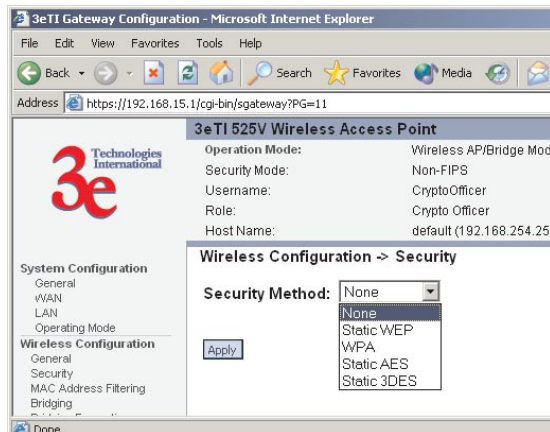 3eTI Gateway Configuration - Microsoft Internet Explorer
File Edit View Favorites Tools Help
Back Search Favorites Media
Address https://192.168.15.1/cgi-bin/sgateway?PG=11
3e Technologies International
3eTI 525V Wireless Access Point
Operation Mode: Wireless AP/Bridge Mod
Security Mode: Non-FIPS
Username: CryptoOfficer
Role: Crypto Officer
Host Name: default (192.168.254.25
System Configuration
General
WAN
LAN
Operating Mode
Wireless Configuration
General
Security
MAC Address Filtering
Bridging
Wireless Configuration -> Security
Security Method: None
None
Static WEP
WPA
Static AES
Static 3DES
Apply
Done